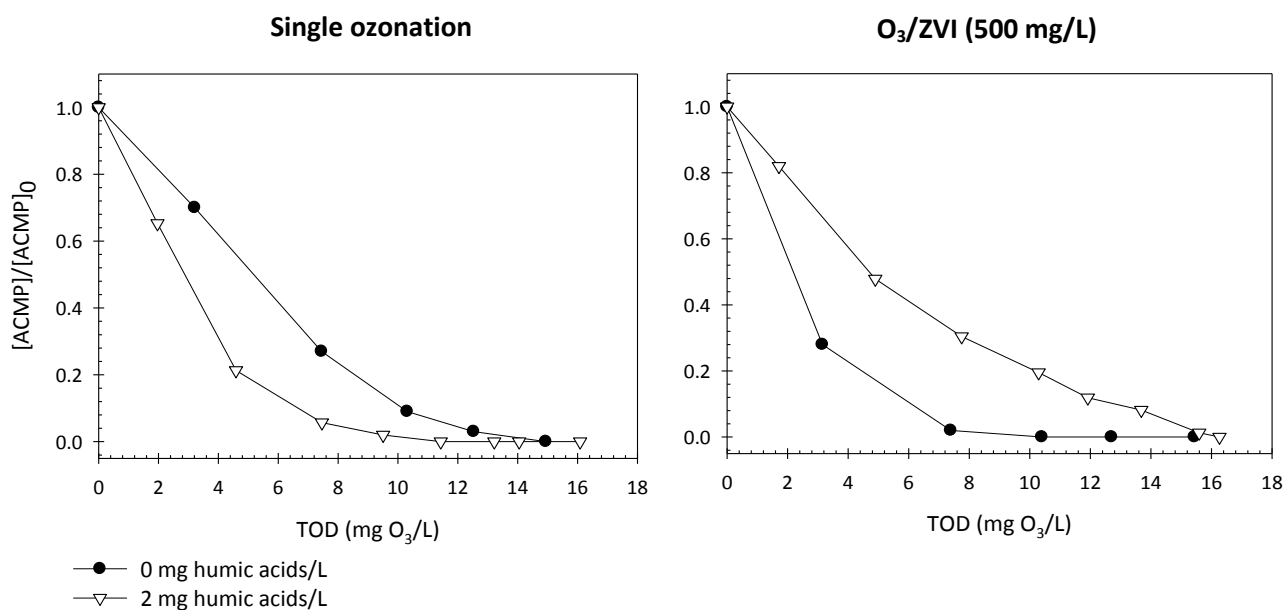 Single ozonation
O3/ZVI (500 mg/L)
[ACMP]/[ACMP]0
1.0
0.8
0.6
0.4
0.2
0.0
0 2 4 6 8 10 12 14 16 18
TOD (mg O3/L)
1.0
0.8
0.6
0.4
0.2
0.0
0 2 4 6 8 10 12 14 16 18
TOD (mg O3/L)
0 mg humic acids/L
2 mg humic acids/L